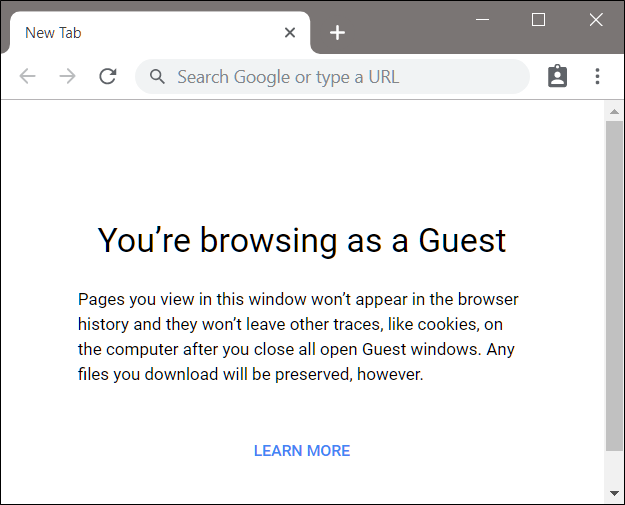 New Tab
Search Google or type a URL
You’re browsing as a Guest
Pages you view in this window won’t appear in the browser
history and they won’t leave other traces, like cookies, on
the computer after you close all open Guest windows. Any
files you download will be preserved, however.
LEARN MORE